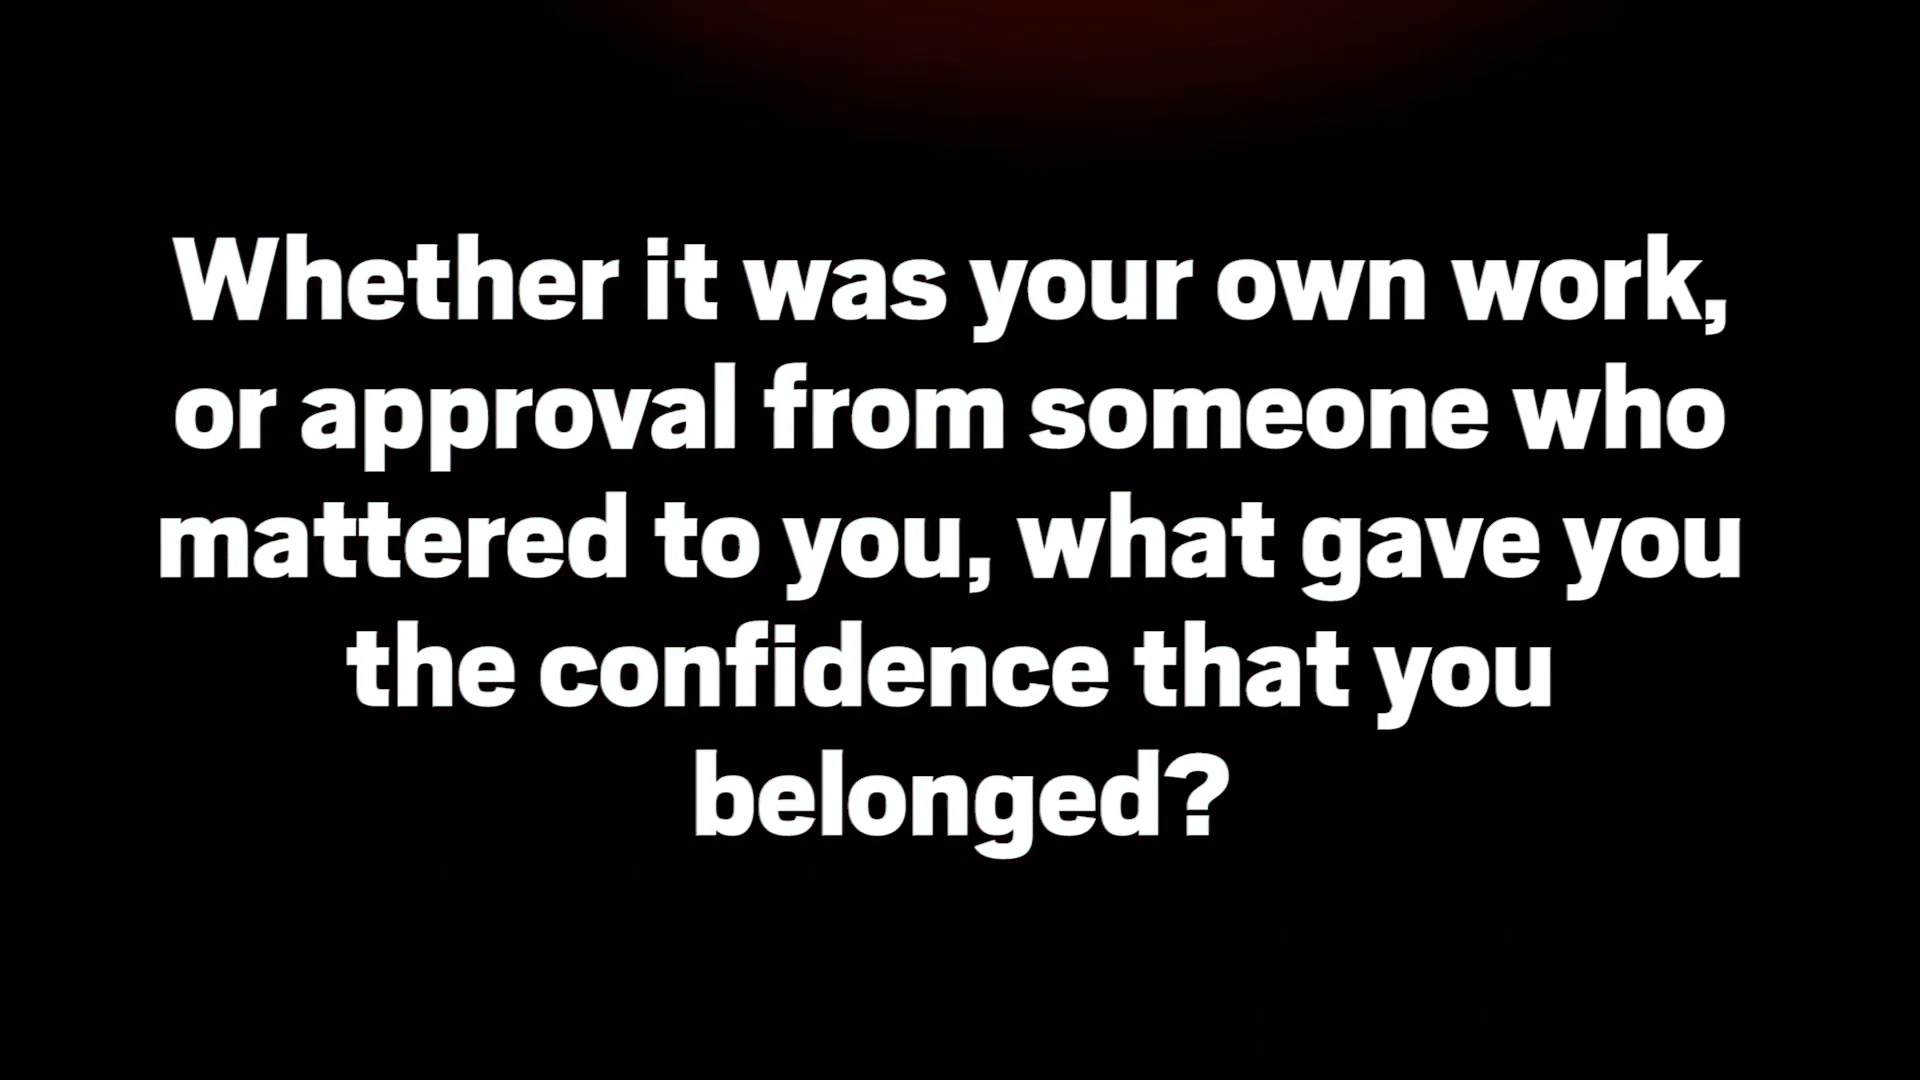 Whether it was your own work,
or approval from someone who
mattered to you, what gave you
the confidence that you
belonged?